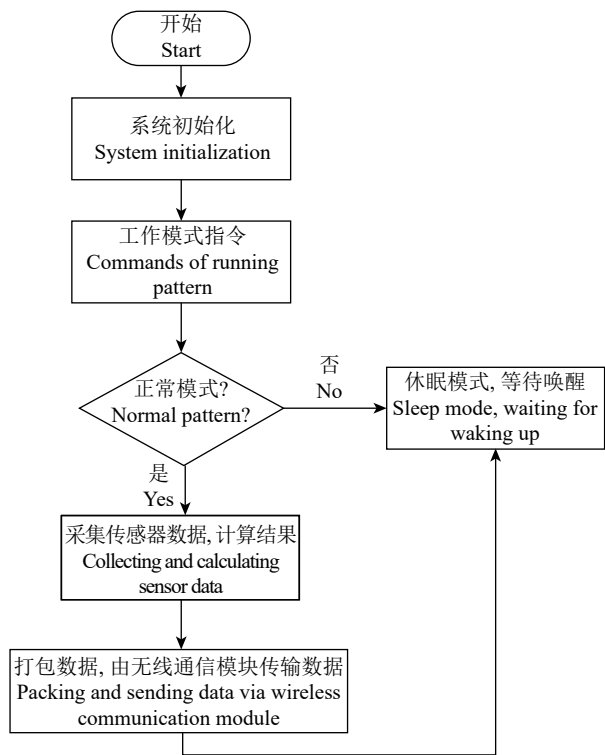 开始
Start
系统初始化
System initialization
工作模式指令
Commands of running
pattern
正常模式?
Normal pattern?
否
No
休眠模式, 等待唤醒
Sleep mode, waiting for
waking up
是
Yes
采集传感器数据, 计算结果
Collecting and calculating
sensor data
打包数据, 由无线通信模块传输数据
Packing and sending data via wireless
communication module